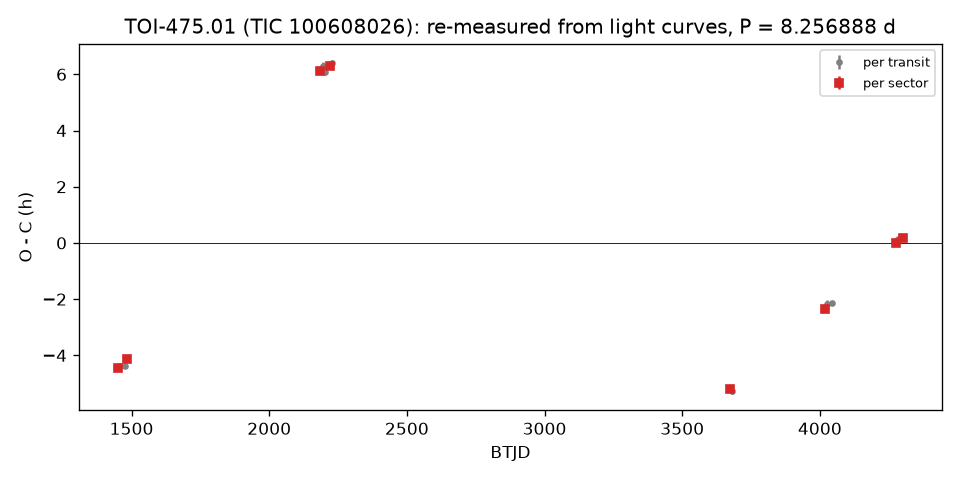 TOI-475.01 (TIC 100608026): re-measured from light curves, P = 8.256888 d
per transit
per sector
6
4
2
0
−2
−4
O - C (h)
1500 2000 2500 3000 3500 4000
BTJD